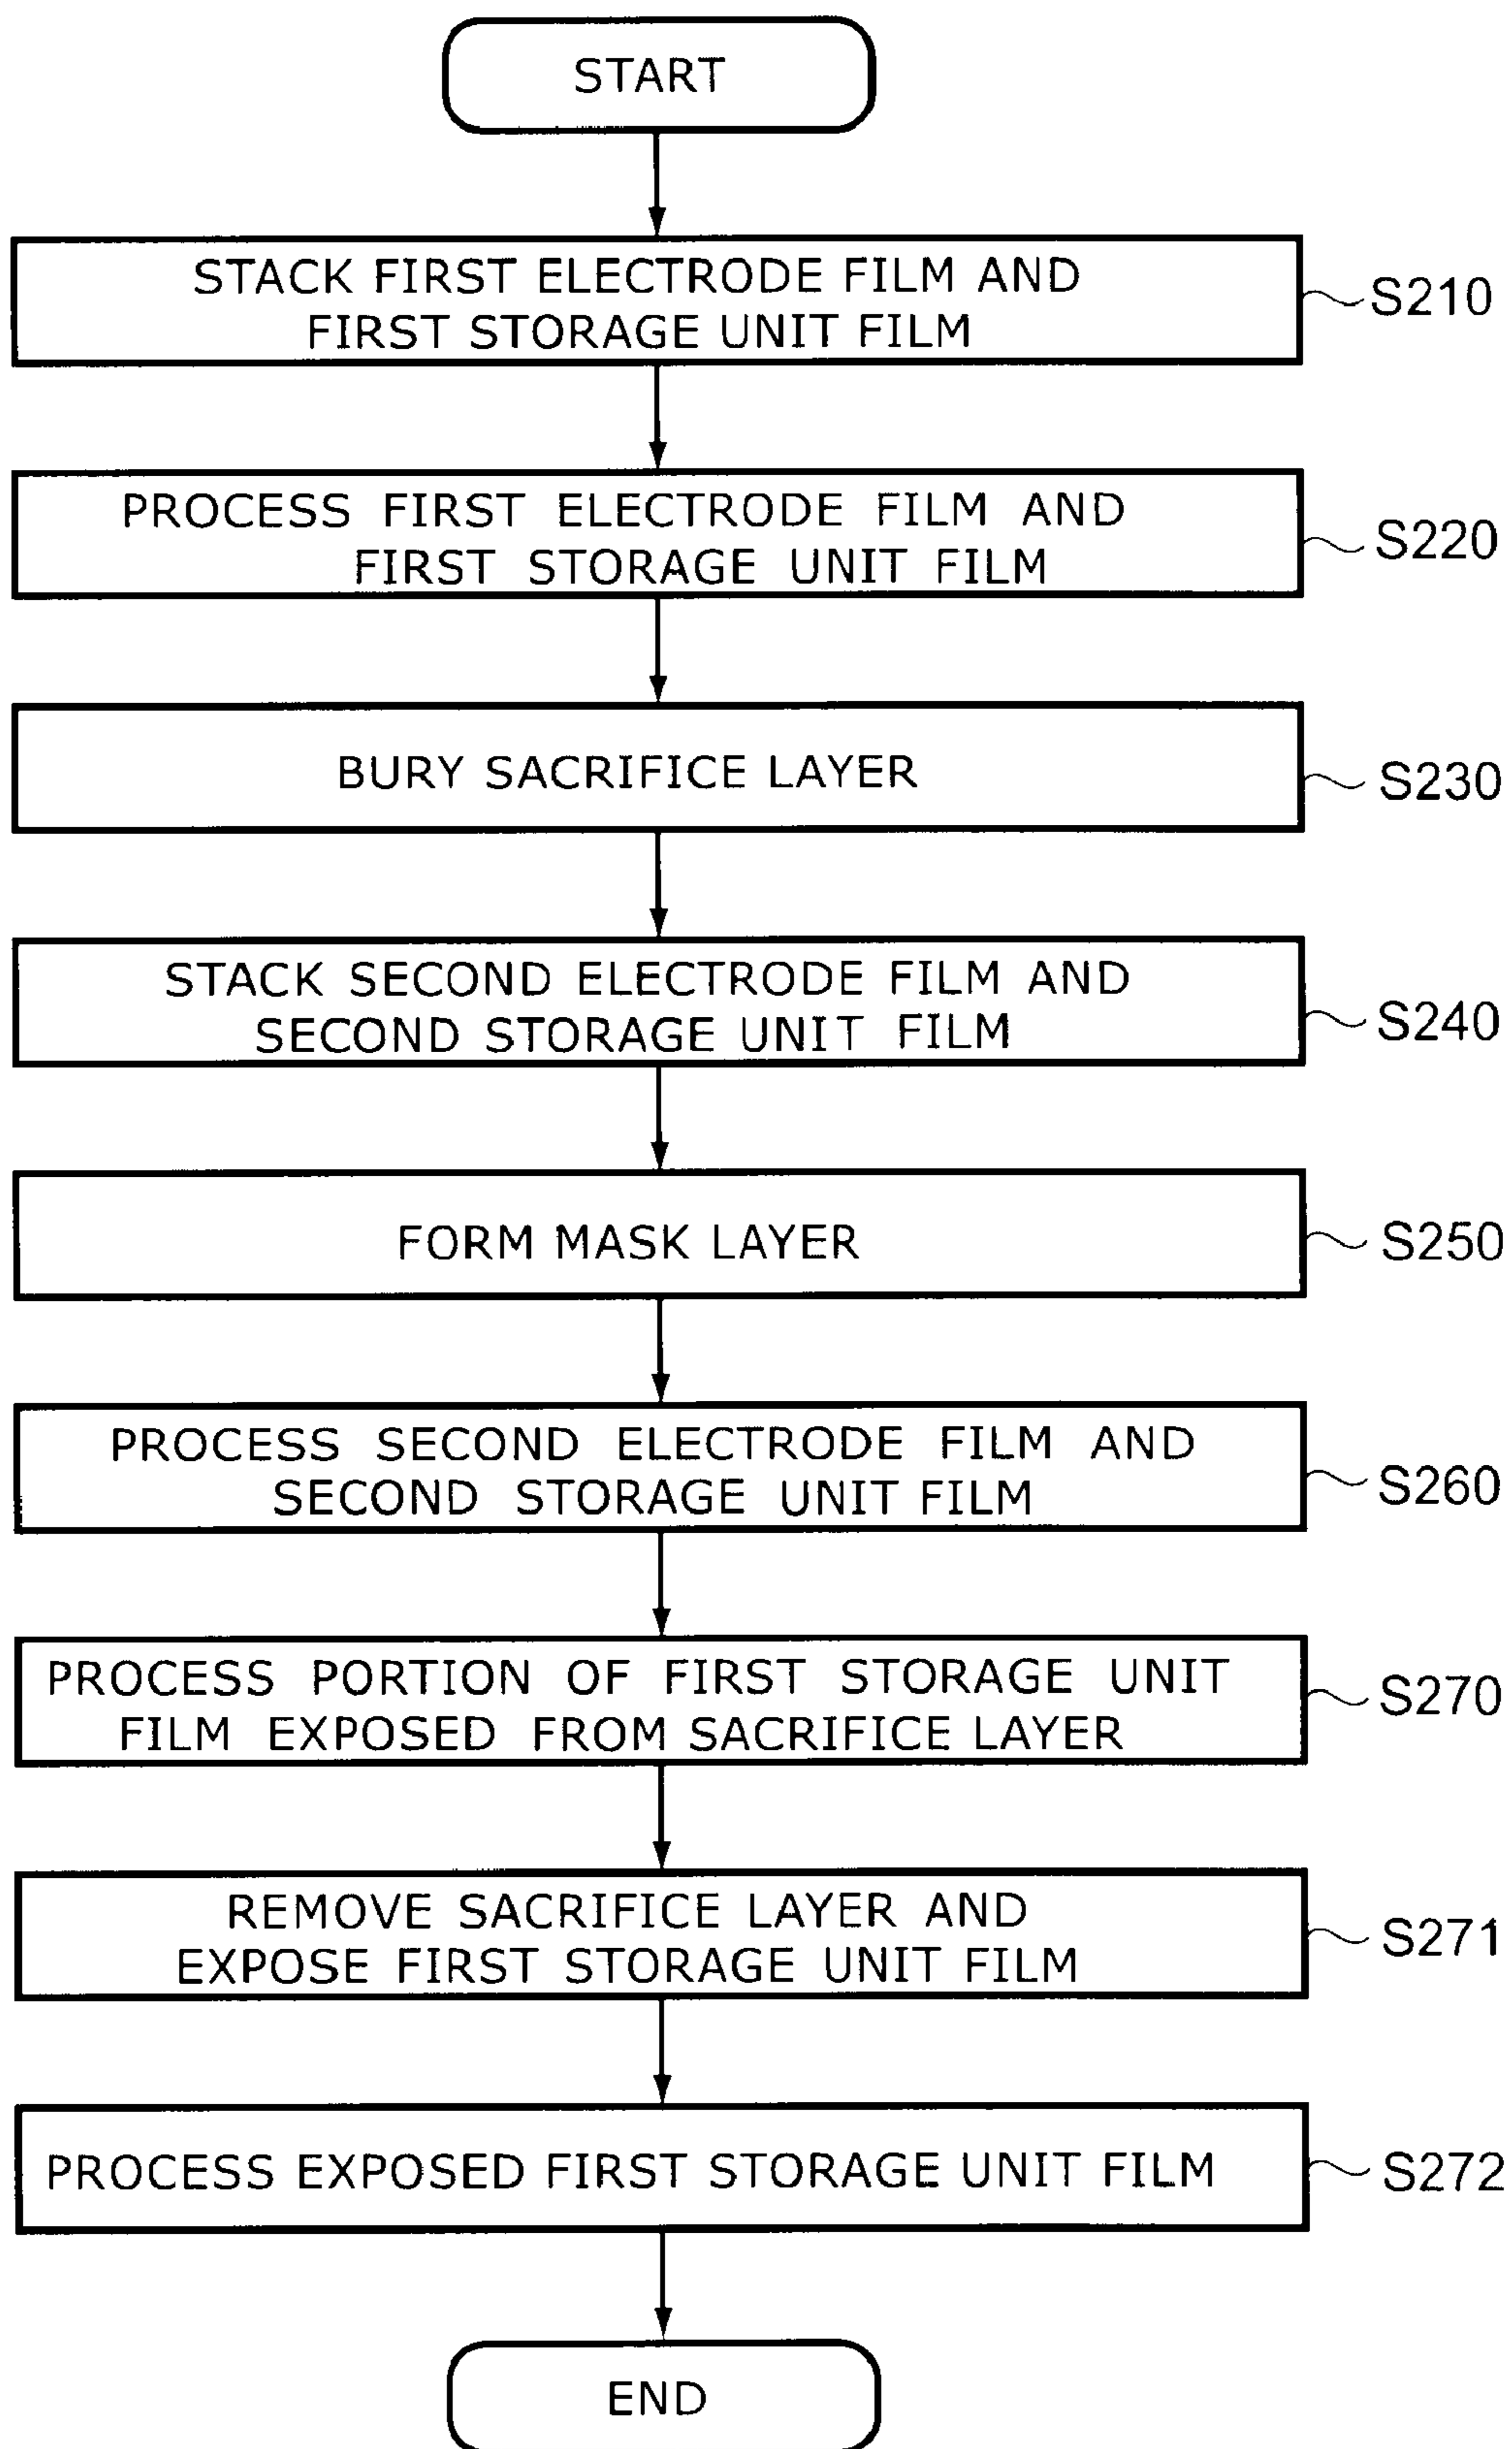 START
STACK FIRST ELECTRODE FILM AND
FIRST STORAGE UNIT FILM
S210
PROCESS FIRST ELECTRODE FILM AND
FIRST STORAGE UNIT FILM
S220
BURY SACRIFICE LAYER
S230
STACK SECOND ELECTRODE FILM AND
SECOND STORAGE UNIT FILM
S240
FORM MASK LAYER
S250
PROCESS SECOND ELECTRODE FILM AND
SECOND STORAGE UNIT FILM
S260
PROCESS PORTION OF FIRST STORAGE UNIT
FILM EXPOSED FROM SACRIFICE LAYER
S270
REMOVE SACRIFICE LAYER AND
EXPOSE FIRST STORAGE UNIT FILM
S271
PROCESS EXPOSED FIRST STORAGE UNIT FILM
S272
END